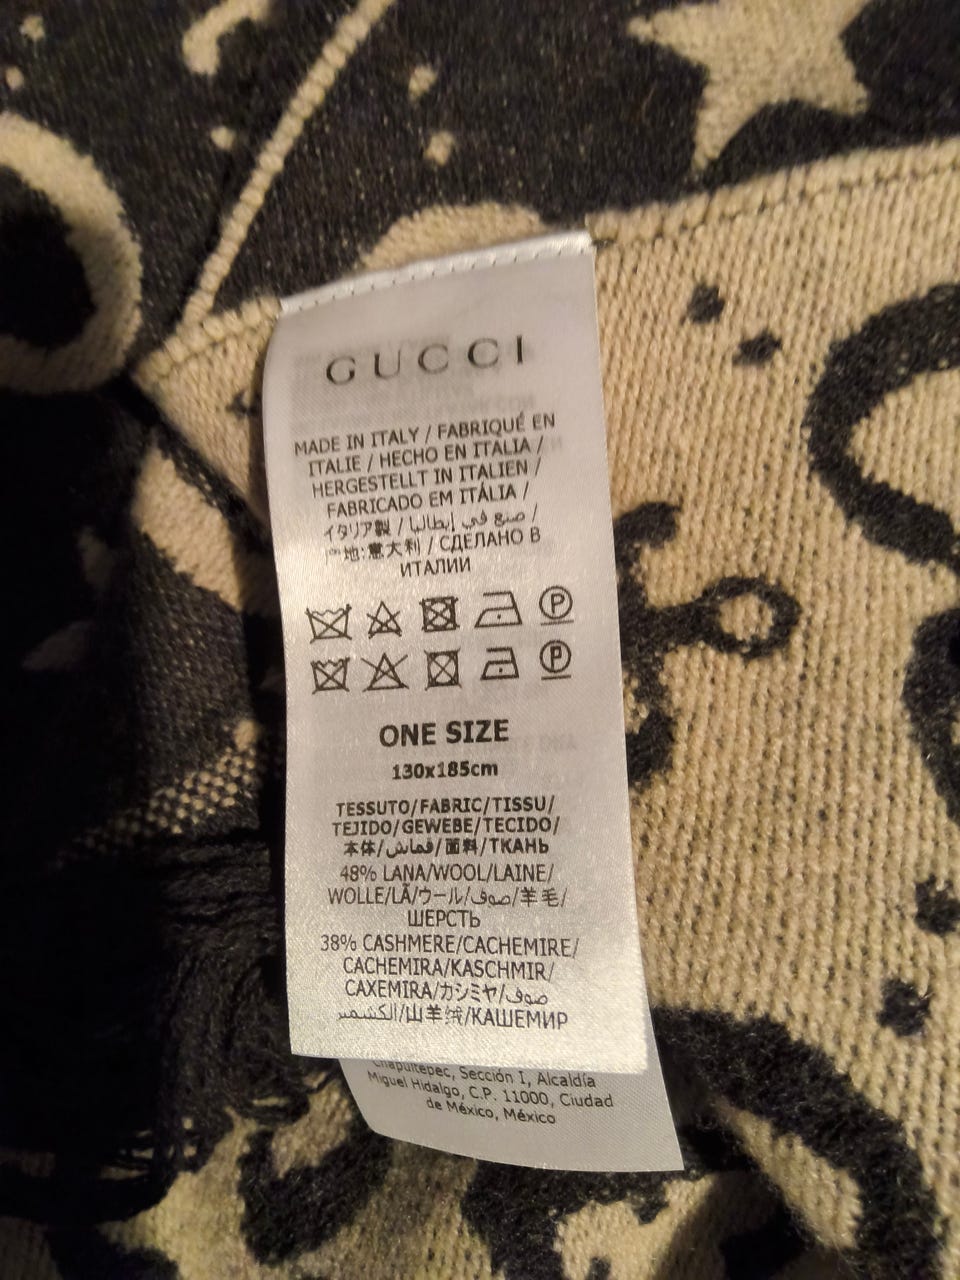 GUCCI
MADE IN ITALY / FABRIQUÉ EN
ITALIE / HECHO EN ITALIA /
HERGESTELLT IN ITALIEN /
FABRICADO EM ITÁLIA /
イタリア製 / صنع في إيطاليا /
产地:意大利 / СДЕЛАНО В
ИТАЛИИ
P
P
ONE SIZE
130x185cm
TESSUTO/FABRIC/TISSU/
TEJIDO/GEWEBE/TECIDO/
本体/قماش/面料/ТКАНЬ
48% LANA/WOOL/LAINE/
WOLLE/LÃ/ウール/صوف/羊毛/
ШЕРСТЬ
38% CASHMERE/CACHEMIRE/
CACHEMIRA/KASCHMIR/
CAXEMIRA/カシミヤ/صوف
الكشمير/山羊绒/КАШЕМИР
Chapultepec, Sección I, Alcaldía
Miguel Hidalgo, C.P. 11000, Ciudad
de México, México